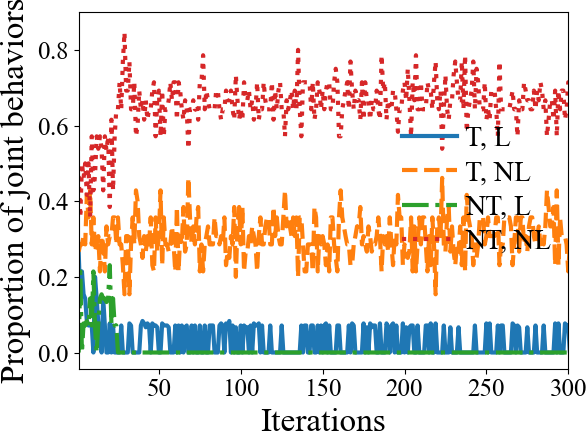 Proportion of joint behaviors
0.8
0.6
0.4
0.2
0.0
T, L
T, NL
NT, L
NT, NL
50
100
150
200
250
300
Iterations